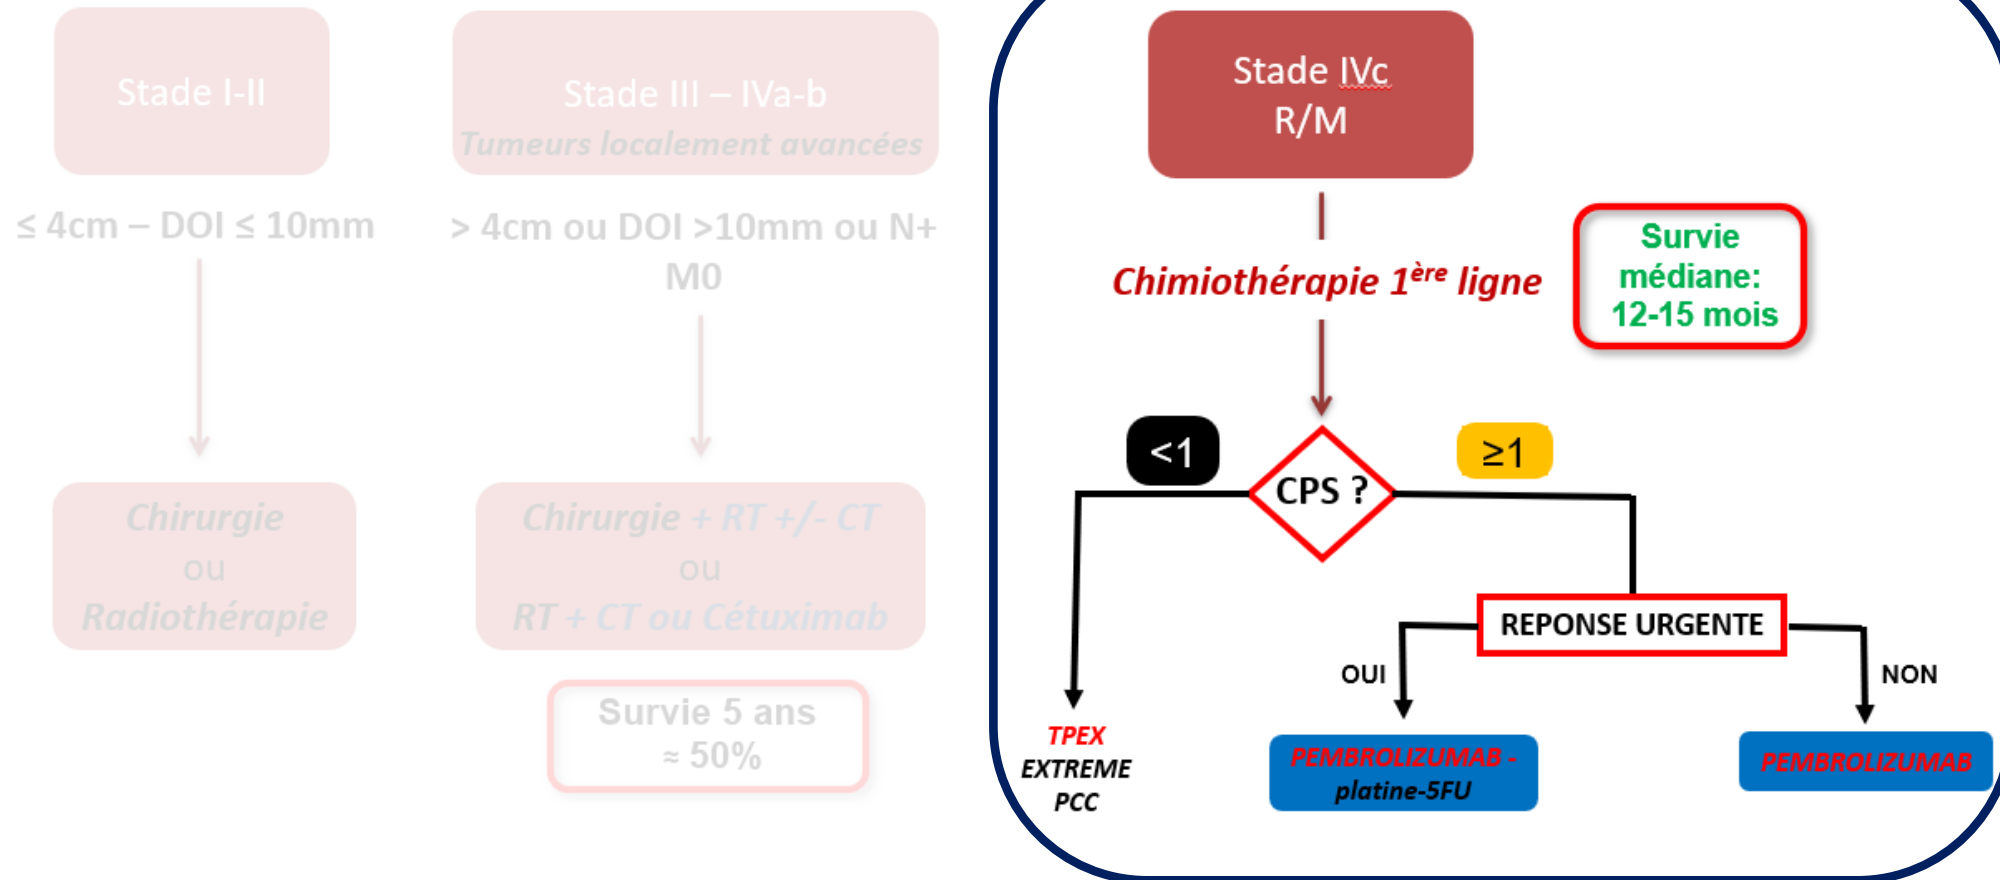 Stade I-II
≤ 4cm – DOI ≤ 10mm
Chirurgie
ou
Radiothérapie
Stade III – IVa-b
Tumeurs localement avancées
> 4cm ou DOI >10mm ou N+
M0
Chirurgie + RT +/- CT
ou
RT + CT ou Cétuximab
Survie 5 ans
≈ 50%
Stade IVc
R/M
Chimiothérapie 1ère ligne
Survie
médiane:
12-15 mois
<1
CPS ?
≥1
REPONSE URGENTE
OUI
NON
TPEX
EXTREME
PCC
PEMBROLIZUMAB -
platine-5FU
PEMBROLIZUMAB